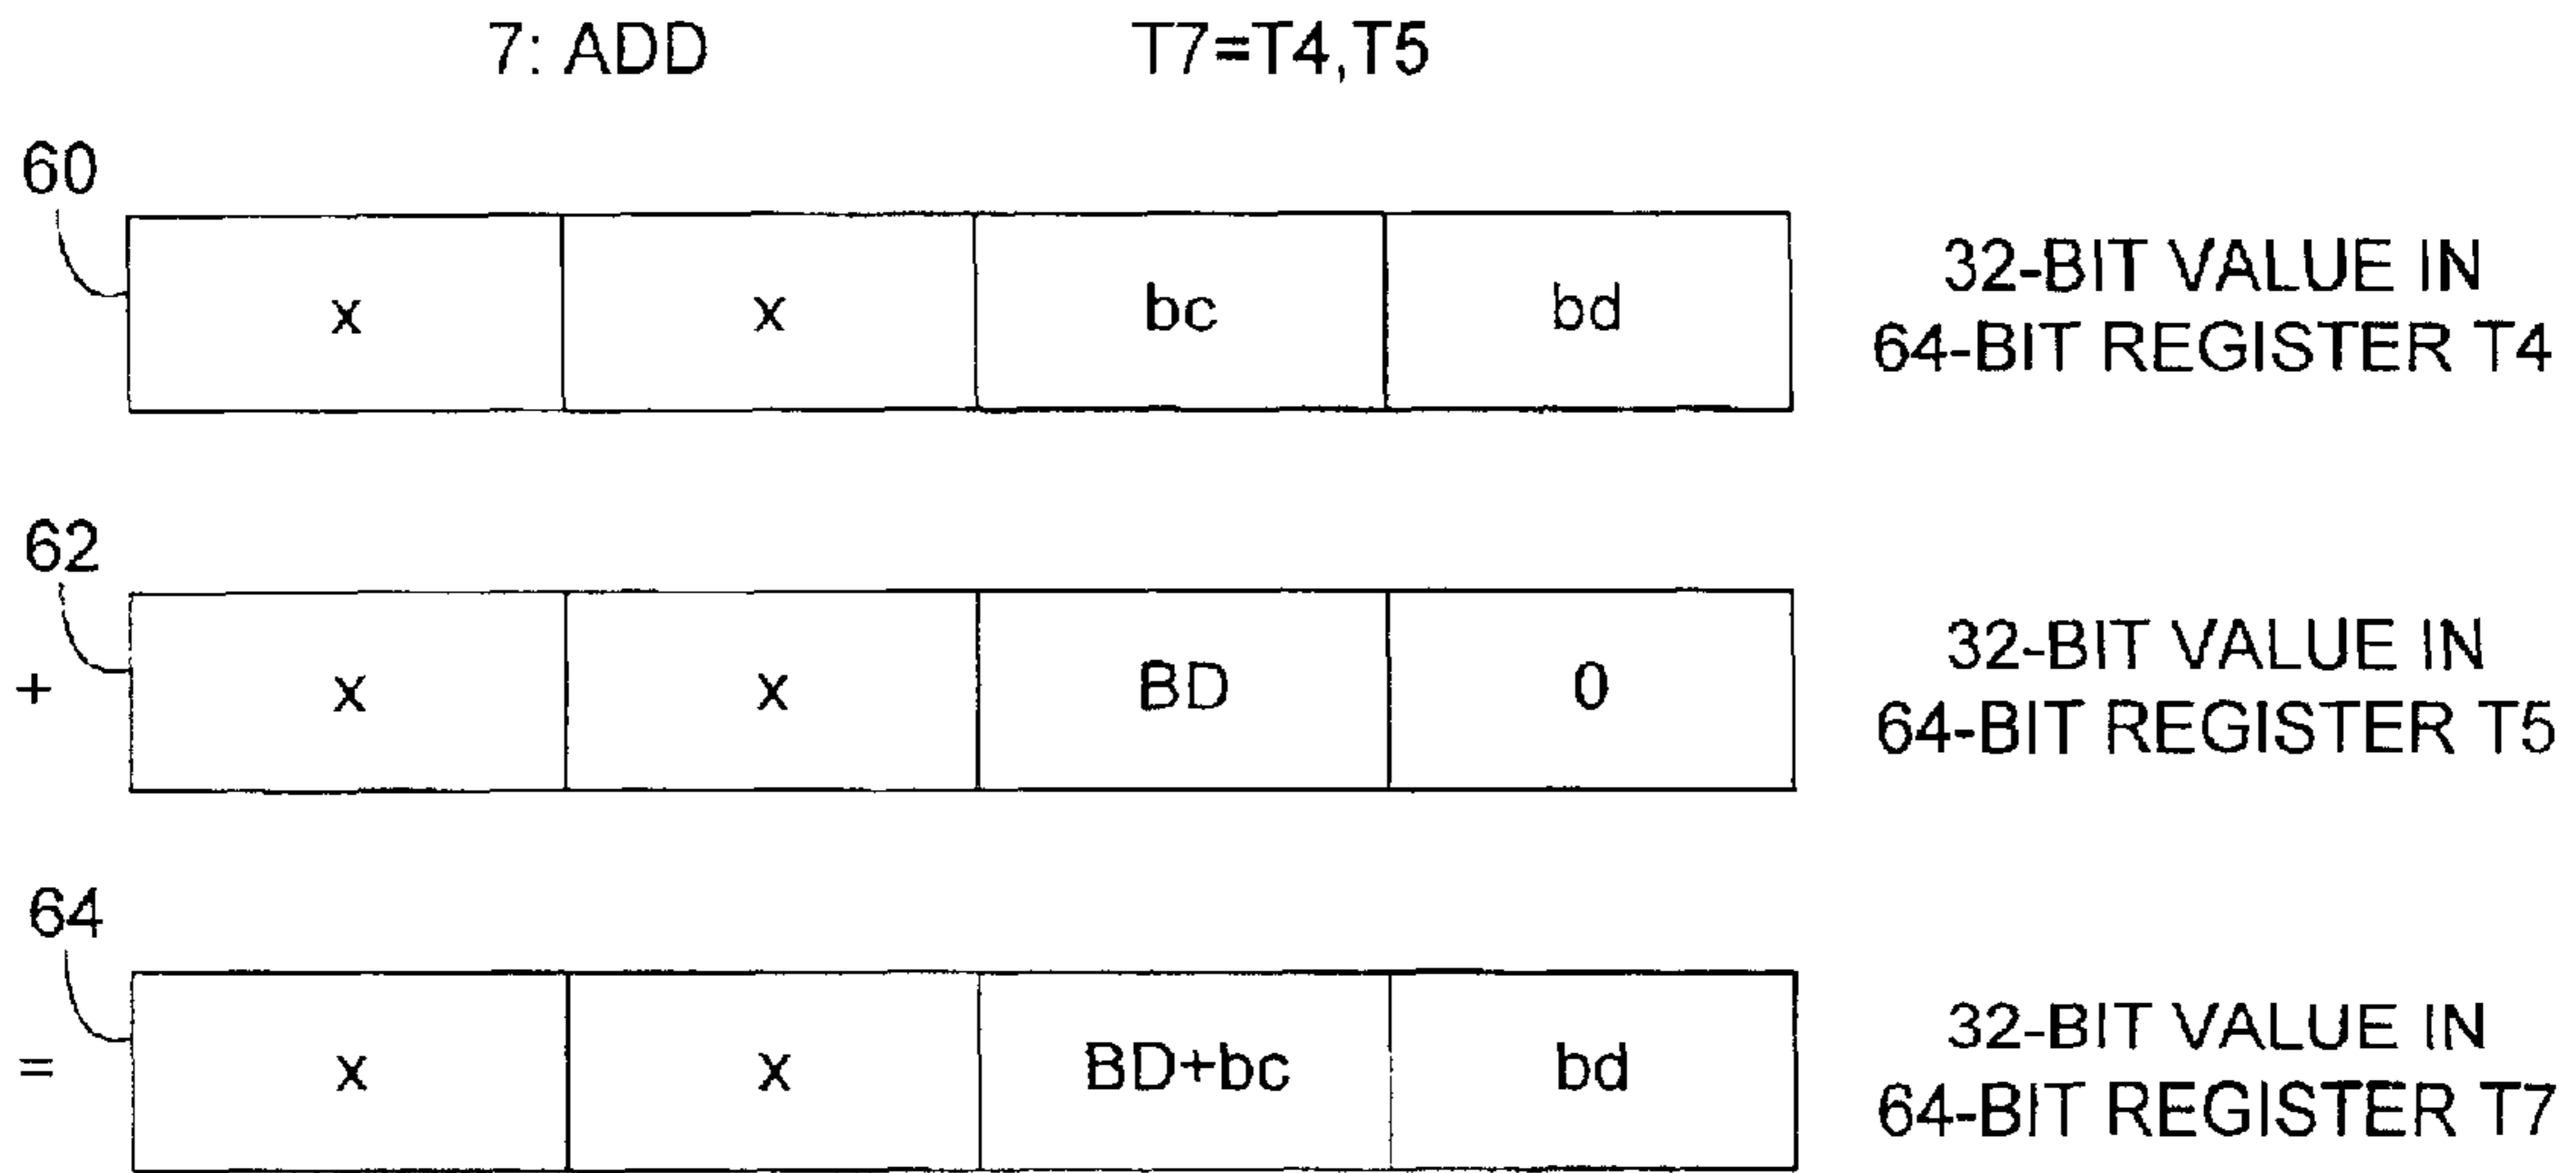 7: ADD T7=T4,T5
60
x x bc bd
32-BIT VALUE IN
64-BIT REGISTER T4
62
+ x x BD 0
32-BIT VALUE IN
64-BIT REGISTER T5
64
= x x BD+bc bd
32-BIT VALUE IN
64-BIT REGISTER T7